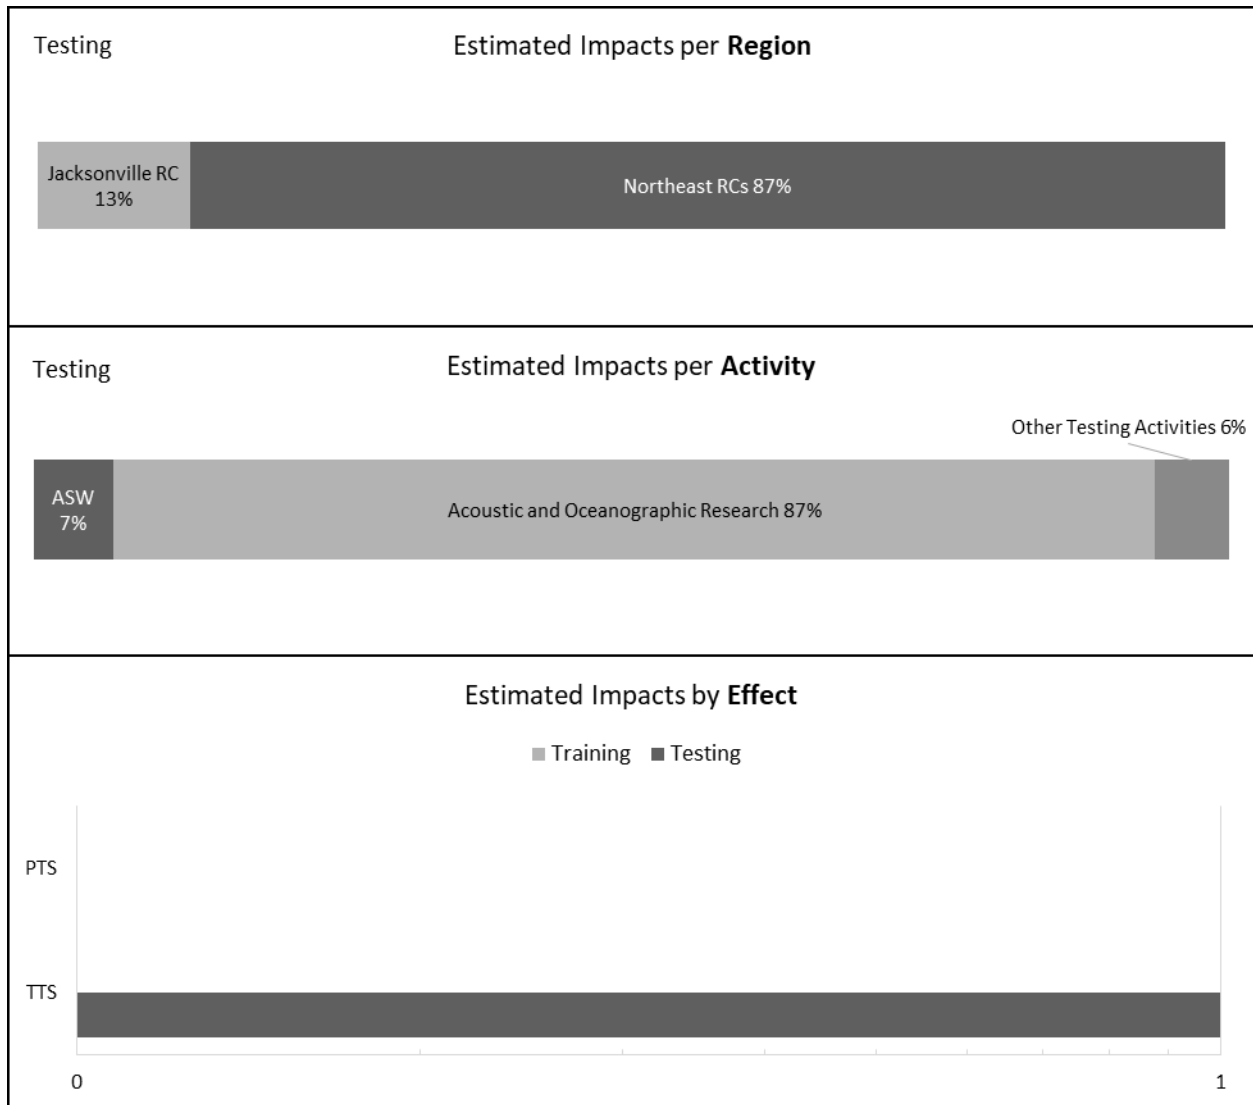 Testing
Estimated Impacts per Region
Jacksonville RC
13%
Northeast RCs 87%
Testing
Estimated Impacts per Activity
Other Testing Activities 6%
ASW
7%
Acoustic and Oceanographic Research 87%
Estimated Impacts by Effect
Training Testing
PTS
TTS
0 1